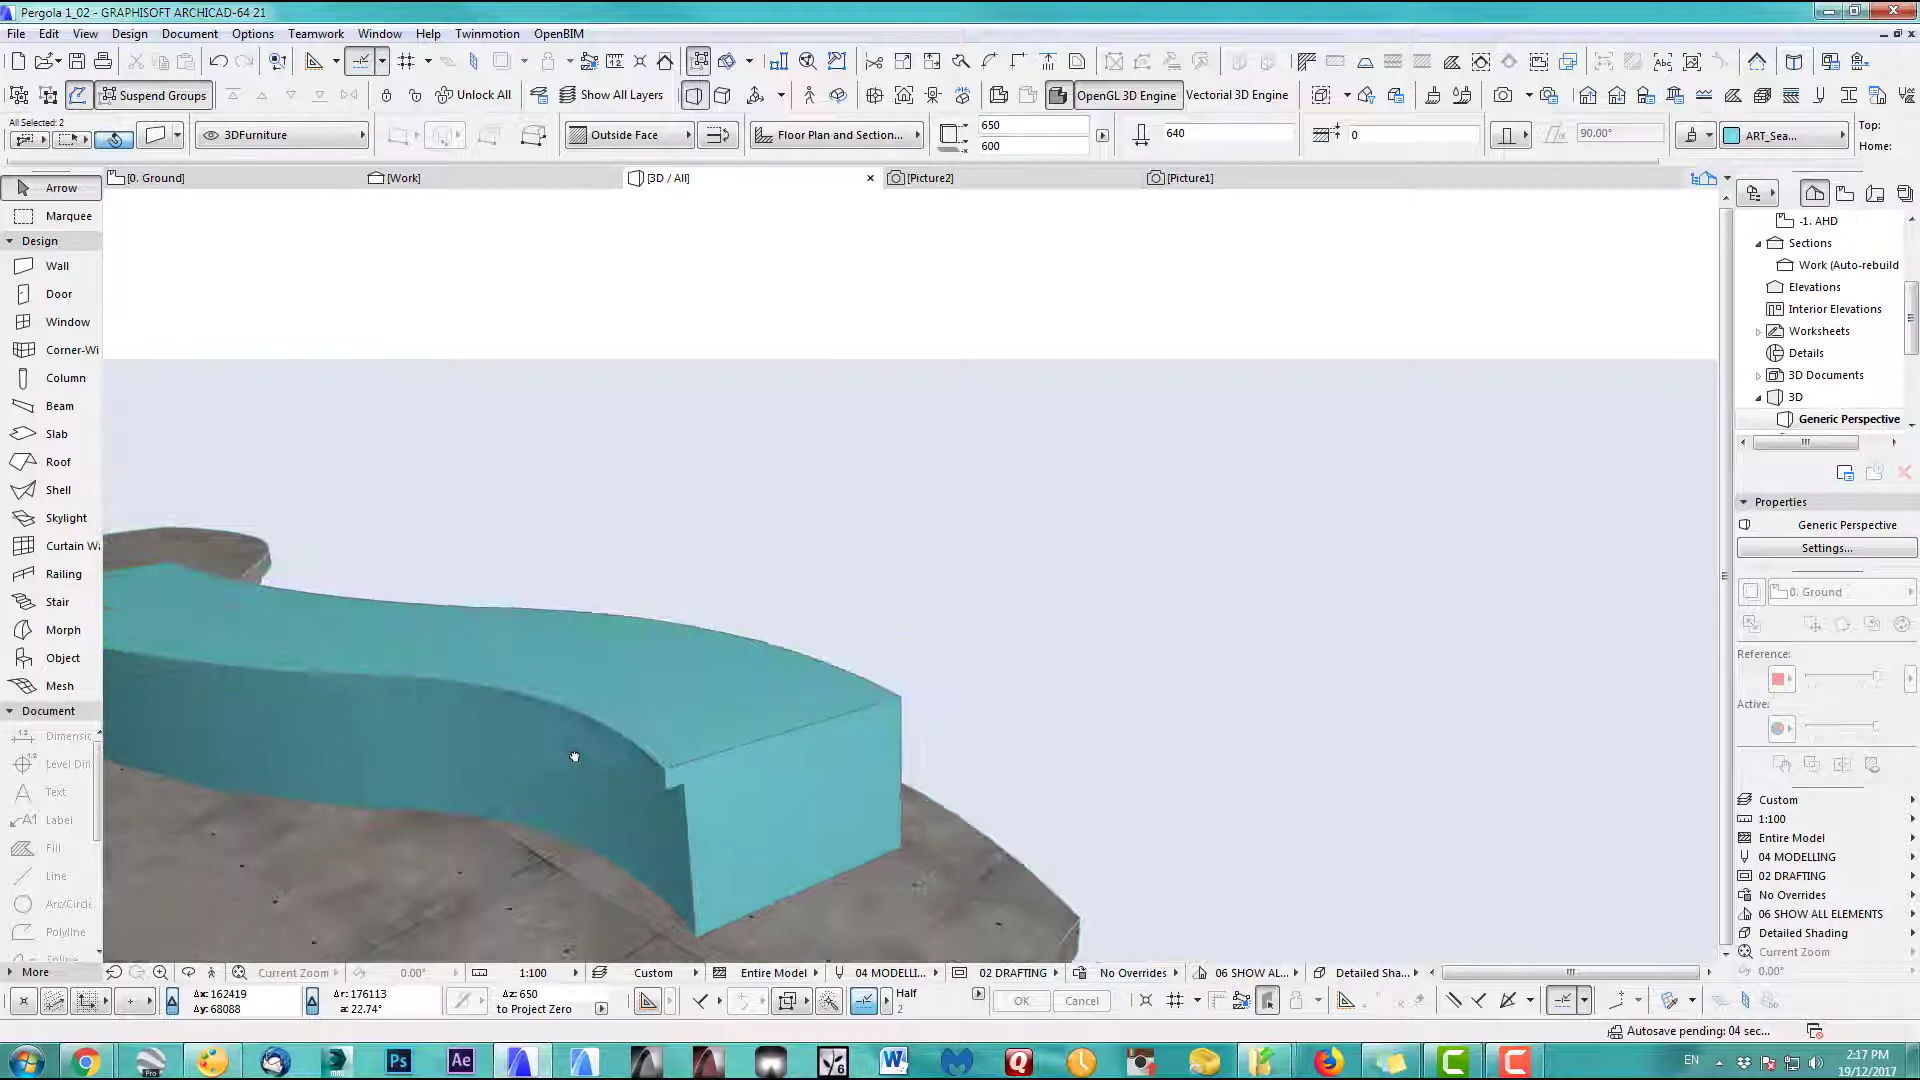 Pergola 1_02 - GRAPHISOFT ARCHICAD-64 21
File Edit View Design Document Options Teamwork Window Help Twinmotion OpenBIM
Suspend Groups Unlock All Show All Layers OpenGL 3D Engine Vectorial 3D Engine
All Selected: 2
3DFurniture Outside Face Floor Plan and Section... 650 600 640 0 90.00° ART_Sea... Top: Home:
[0. Ground] [Work] [3D / All] [Picture2] [Picture1]
Arrow
Marquee
Design
Wall
Door
Window
Corner-Wi
Column
Beam
Slab
Roof
Shell
Skylight
Curtain W
Railing
Stair
Morph
Object
Mesh
Document
Dimensic
Level Dir
Text
Label
Fill
Line
Arc/Circle
Polyline
More
-1. AHD
Sections
Work (Auto-rebuild
Elevations
Interior Elevations
Worksheets
Details
3D Documents
3D
Generic Perspective
Properties
Generic Perspective
Settings...
0. Ground
Reference:
Active:
Custom
1:100
Entire Model
04 MODELLING
02 DRAFTING
No Overrides
06 SHOW ALL ELEMENTS
Detailed Shading
Current Zoom
0.00°
Current Zoom 0.00° 1:100 Custom Entire Model 04 MODELLI... 02 DRAFTING No Overrides 06 SHOW AL... Detailed Sha...
Δx: 162419 Δr: 176113 Δz: 650 Half OK Cancel
Δy: 68088 a: 22.74° to Project Zero 2
Autosave pending: 04 sec...
Pro Ps Ae W Q 6 C C EN 2:17 PM
19/12/2017